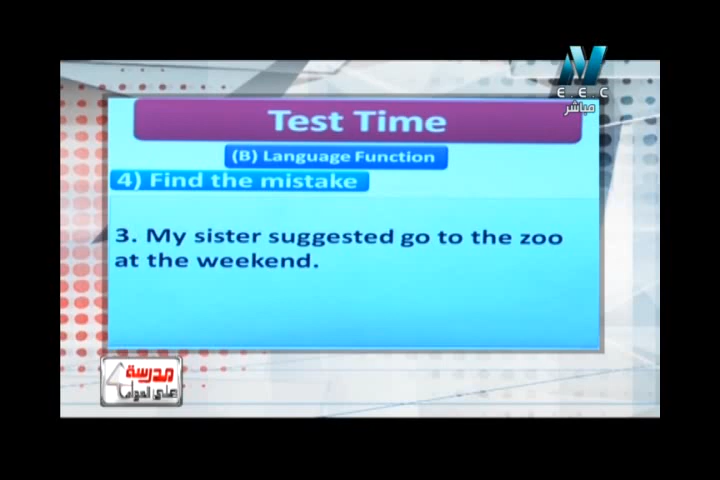 E.E.C
مباشر
Test Time
(B) Language Function
4) Find the mistake
3. My sister suggested go to the zoo
at the weekend.
مدرسة
على الهواء